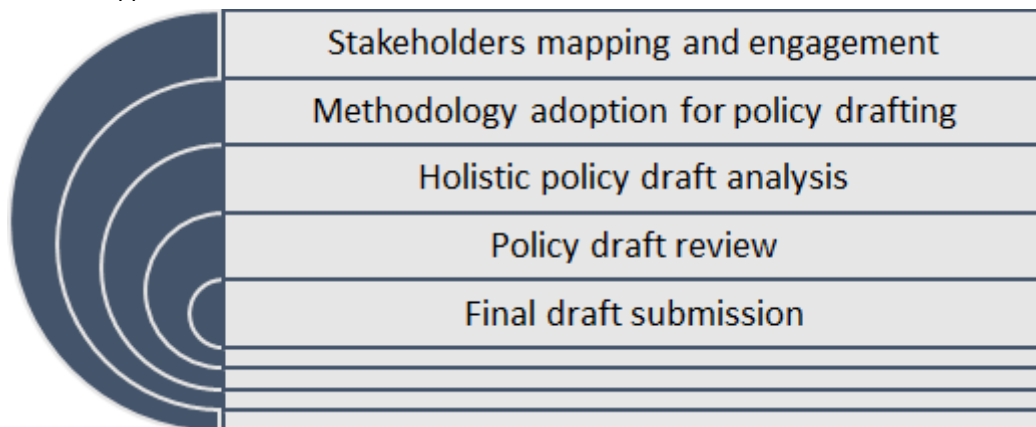 Stakeholders mapping and engagement
Methodology adoption for policy drafting
Holistic policy draft analysis
Policy draft review
Final draft submission